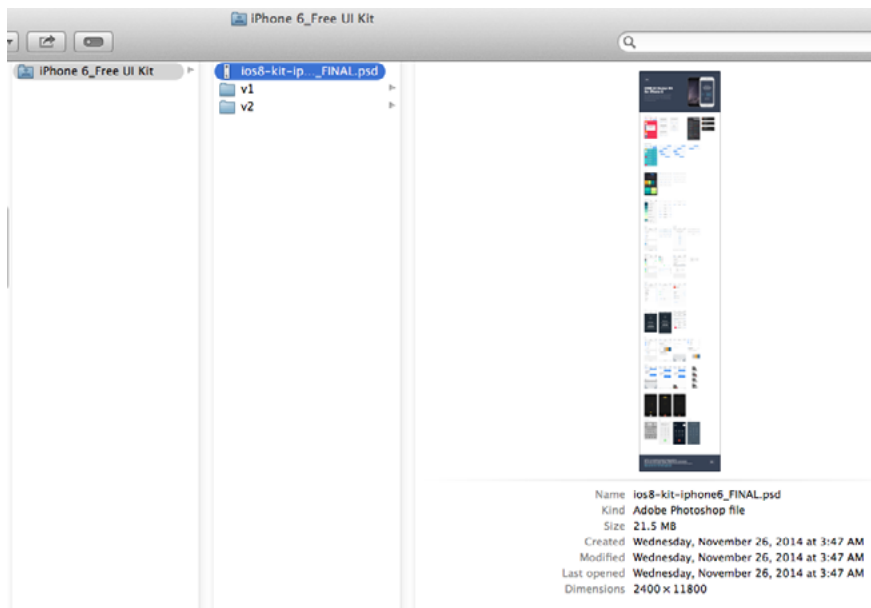 iPhone 6_Free UI Kit
iPhone 6_Free UI Kit
ios8-kit-ip..._FINAL.psd
v1
v2
Name ios8-kit-iphone6_FINAL.psd
Kind Adobe Photoshop file
Size 21.5 MB
Created Wednesday, November 26, 2014 at 3:47 AM
Modified Wednesday, November 26, 2014 at 3:47 AM
Last opened Wednesday, November 26, 2014 at 3:47 AM
Dimensions 2400 × 11800